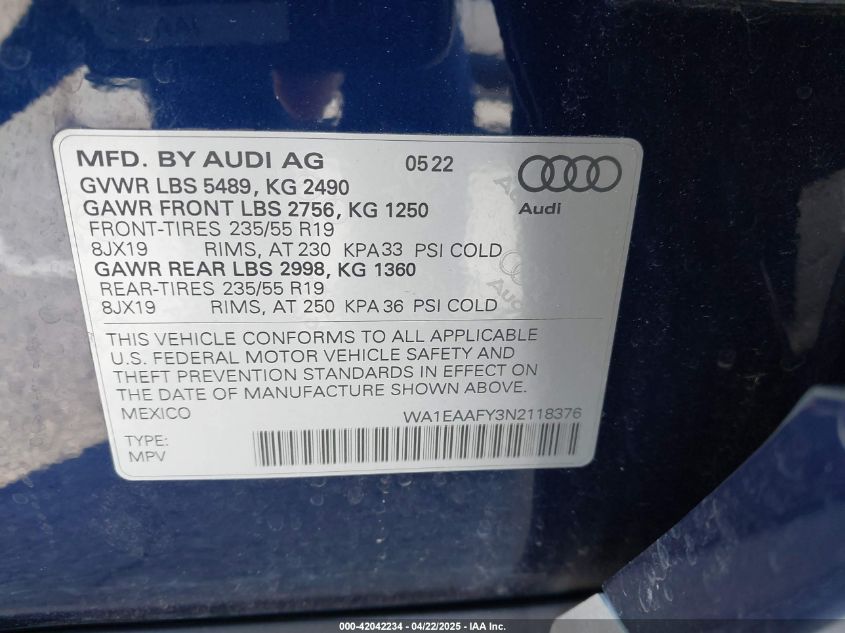 MFD. BY AUDI AG 05 22
GVWR LBS 5489, KG 2490
GAWR FRONT LBS 2756, KG 1250
Audi
FRONT-TIRES 235/55 R19
8JX19 RIMS, AT 230 KPA 33 PSI COLD
GAWR REAR LBS 2998, KG 1360
REAR-TIRES 235/55 R19
8JX19 RIMS, AT 250 KPA 36 PSI COLD
THIS VEHICLE CONFORMS TO ALL APPLICABLE
U.S. FEDERAL MOTOR VEHICLE SAFETY AND
THEFT PREVENTION STANDARDS IN EFFECT ON
THE DATE OF MANUFACTURE SHOWN ABOVE.
MEXICO WA1EAAFY3N2118376
TYPE:
MPV
000-42042234 - 04/22/2025 - IAA Inc.